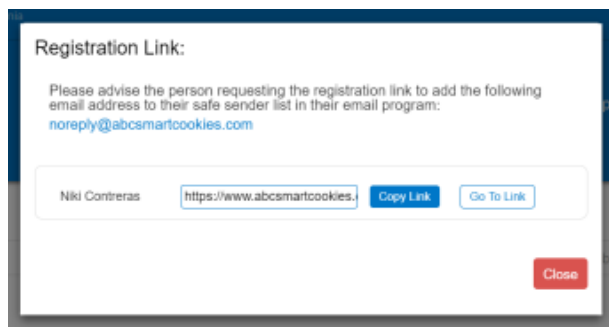 Registration Link:
Please advise the person requesting the registration link to add the following
email address to their safe sender list in their email program:
noreply@abcsmartcookies.com
Niki Contreras https://www.abcsmartcookies. Copy Link Go To Link
Close